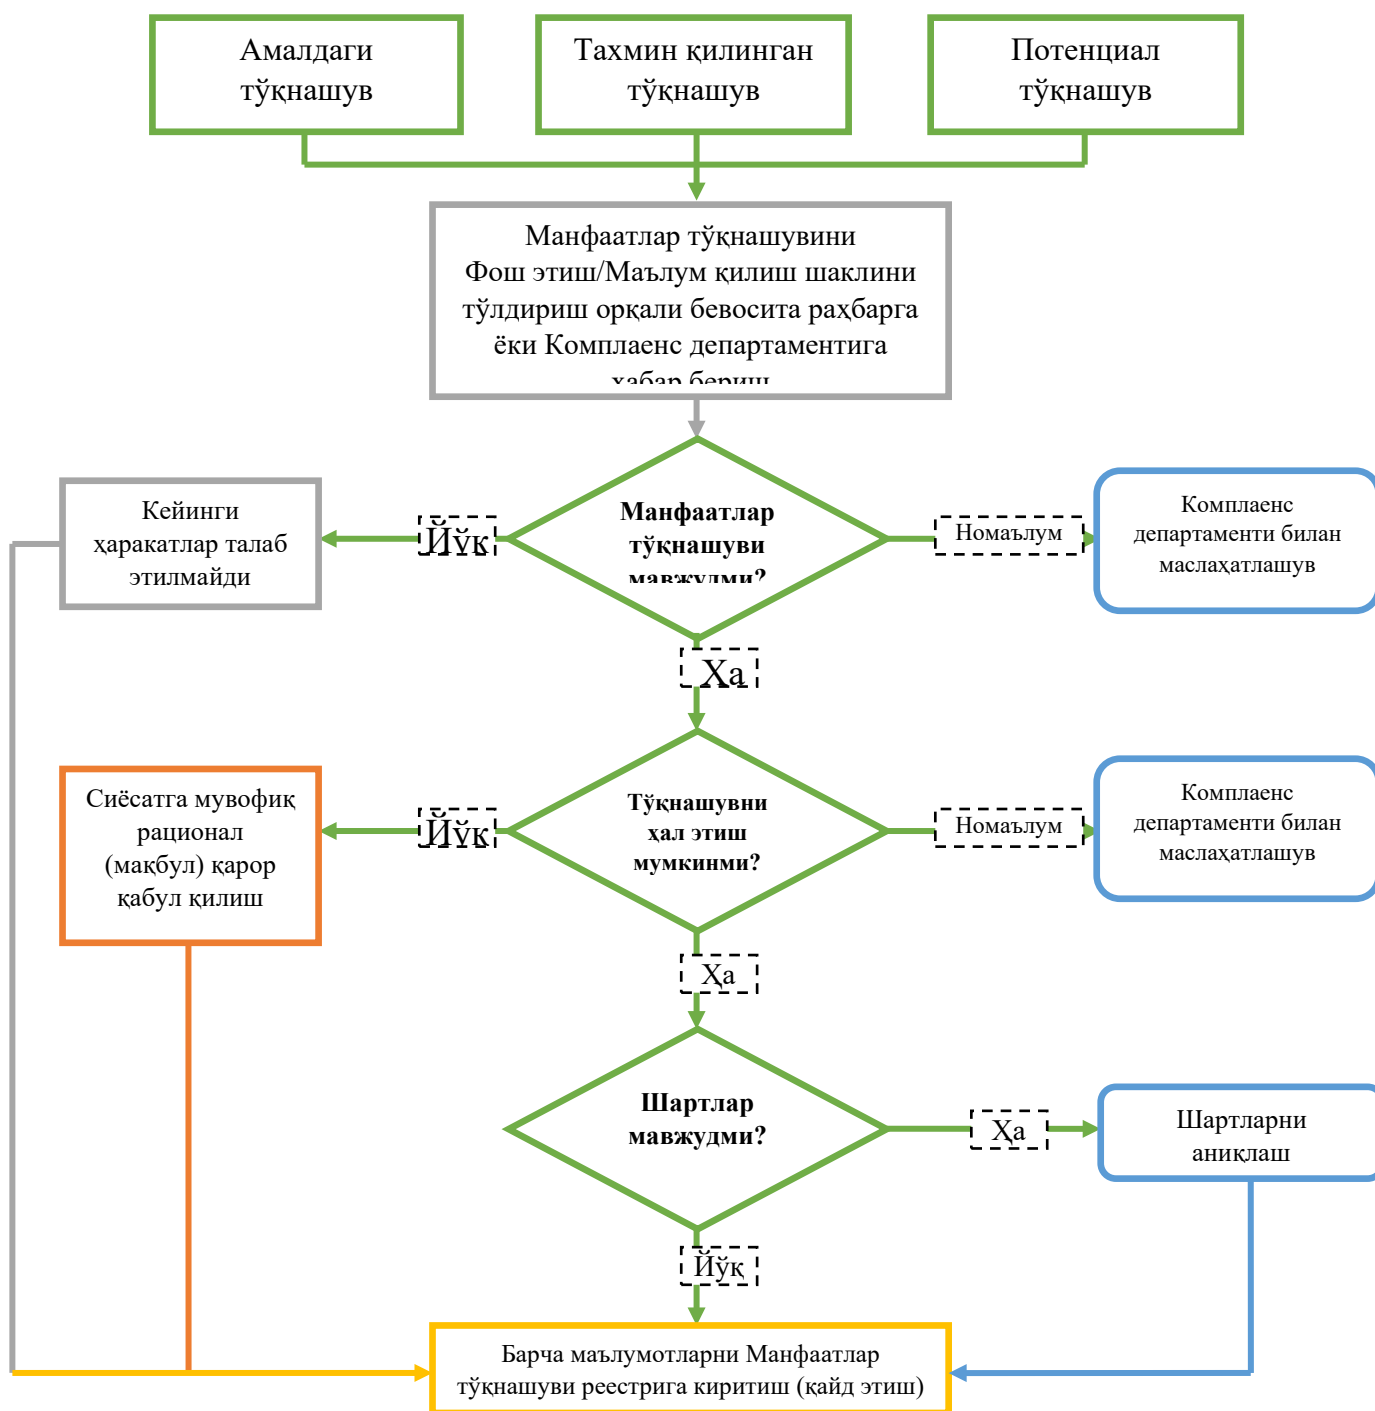 Амалдаги
тўқнашув
Тахмин қилинган
тўқнашув
Потенциал
тўқнашув
Манфаатлар тўқнашувини
Фош этиш/Маълум қилиш шаклини
тўлдириш орқали бевосита раҳбарга
ёки Комплаенс департаментига
хабар бериш
Кейинги
ҳаракатлар талаб
этилмайди
Йўқ
Манфаатлар
тўқнашуви
мавжудми?
Номаълум
Комплаенс
департаменти билан
маслаҳатлашув
Ҳа
Сиёсатга мувофиқ
рационал
(мақбул) қарор
қабул қилиш
Йўқ
Тўқнашувни
ҳал этиш
мумкинми?
Номаълум
Комплаенс
департаменти билан
маслаҳатлашув
Ҳа
Шартлар
мавжудми?
Ҳа
Шартларни
аниқлаш
Йўқ
Барча маълумотларни Манфаатлар
тўқнашуви реестрига киритиш (қайд этиш)